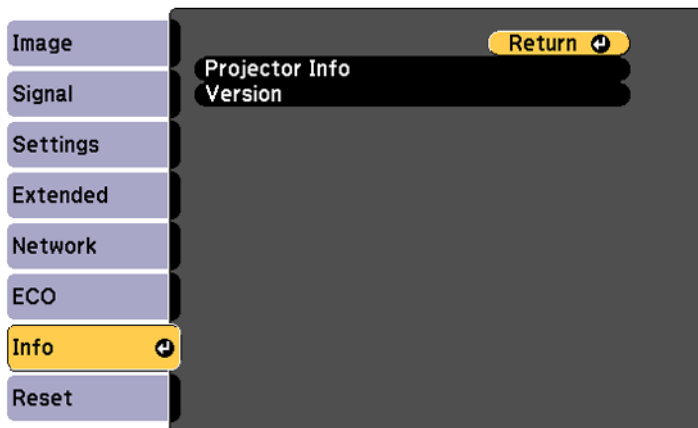 Image
Signal
Settings
Extended
Network
ECO
Info
Reset
Return
Projector Info
Version